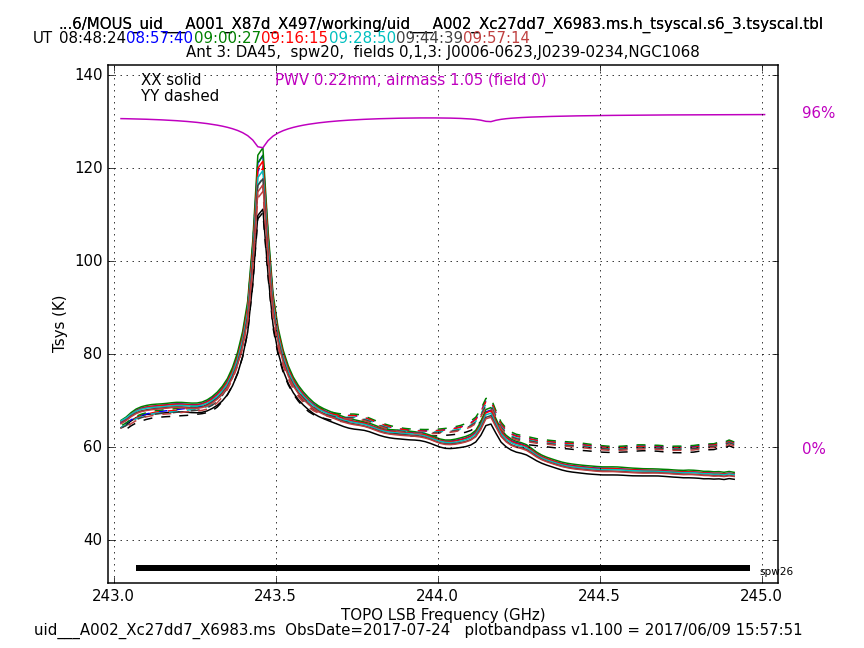 ...6/MOUS_uid___A001_X87d_X497/working/uid___A002_Xc27dd7_X6983.ms.h_tsyscal.s6_3.tsyscal.tbl
UT 08:48:24 08:57:40 09:00:27 09:16:15 09:28:50 09:44:39 09:57:14
Ant 3: DA45, spw20, fields 0,1,3: J0006-0623,J0239-0234,NGC1068
XX solid
YY dashed
PWV 0.22mm, airmass 1.05 (field 0)
96%
0%
140
120
100
80
60
40
Tsys (K)
spw26
243.0 243.5 244.0 244.5 245.0
TOPO LSB Frequency (GHz)
uid___A002_Xc27dd7_X6983.ms ObsDate=2017-07-24 plotbandpass v1.100 = 2017/06/09 15:57:51